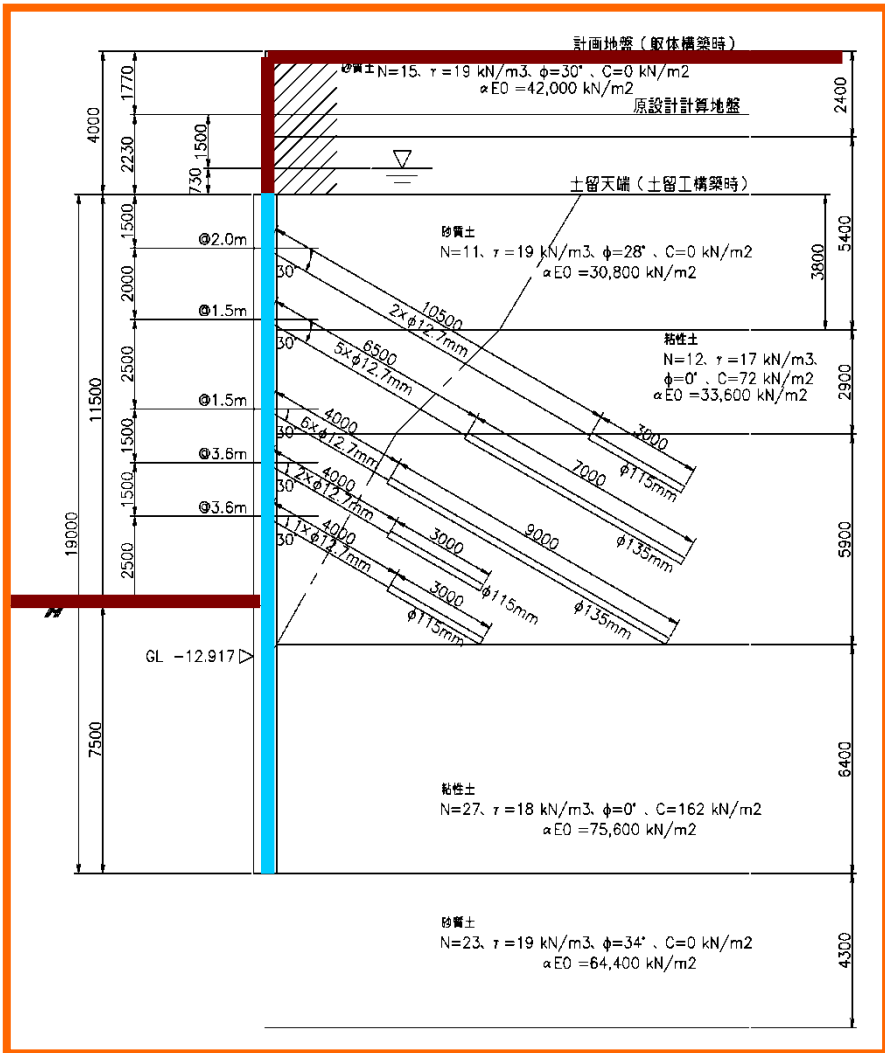 計画地盤（躯体構築時）
砂質土 N=15、γ=19 kN/m3、φ=30° 、C=0 kN/m2
αE0 =42,000 kN/m2
原設計計算地盤
土留天端（土留工構築時）
砂質土
N=11、γ=19 kN/m3、φ=28° 、C=0 kN/m2
αE0 =30,800 kN/m2
粘性土
N=12、γ=17 kN/m3、
φ=0° 、C=72 kN/m2
αE0 =33,600 kN/m2
4000
1770
2230
1500
730
2400
5400
3800
2900
5900
6400
4300
19000
11500
7500
1500
2000
2500
1500
1500
2500
@2.0m
@1.5m
@1.5m
@3.6m
@3.6m
30°
10500
2×φ12.7mm
3000
φ115mm
30°
6500
5×φ12.7mm
7000
φ135mm
30°
4000
6×φ12.7mm
9000
φ135mm
30°
4000
2×φ12.7mm
3000
φ115mm
30°
4000
1×φ12.7mm
3000
φ115mm
GL -12.917
粘性土
N=27、γ=18 kN/m3、φ=0° 、C=162 kN/m2
αE0 =75,600 kN/m2
砂質土
N=23、γ=19 kN/m3、φ=34° 、C=0 kN/m2
αE0 =64,400 kN/m2